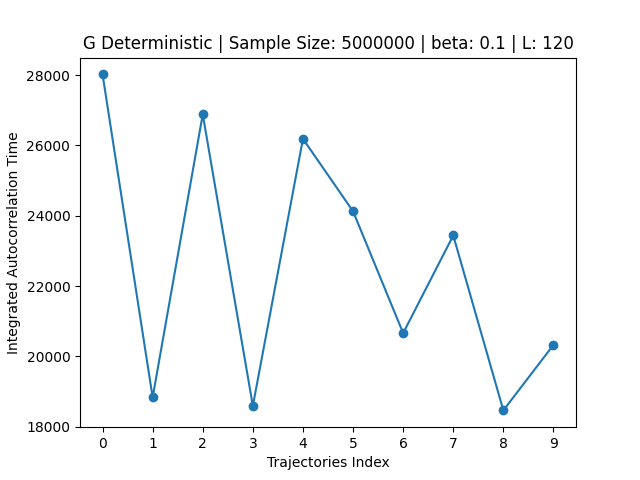 G Deterministic | Sample Size: 5000000 | beta: 0.1 | L: 120
28000
26000
24000
22000
20000
18000
Integrated Autocorrelation Time
0 1 2 3 4 5 6 7 8 9
Trajectories Index